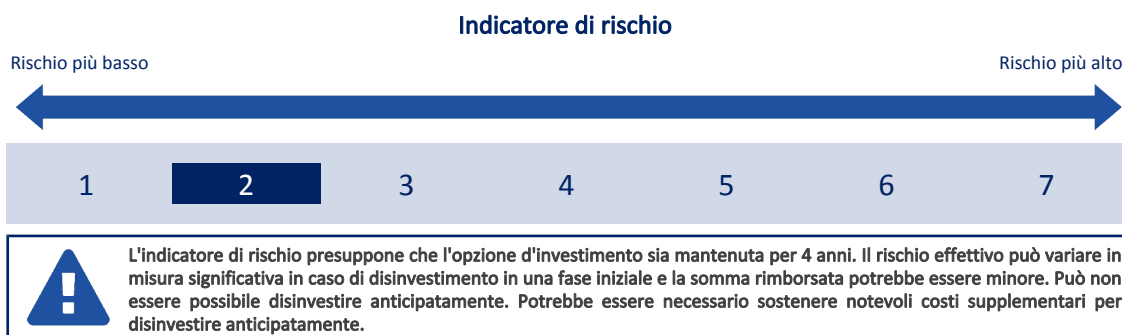 Indicatore di rischio
Rischio più basso
Rischio più alto
1 2 3 4 5 6 7
L'indicatore di rischio presuppone che l'opzione d'investimento sia mantenuta per 4 anni. Il rischio effettivo può variare in
misura significativa in caso di disinvestimento in una fase iniziale e la somma rimborsata potrebbe essere minore. Può non
essere possibile disinvestire anticipatamente. Potrebbe essere necessario sostenere notevoli costi supplementari per
disinvestire anticipatamente.